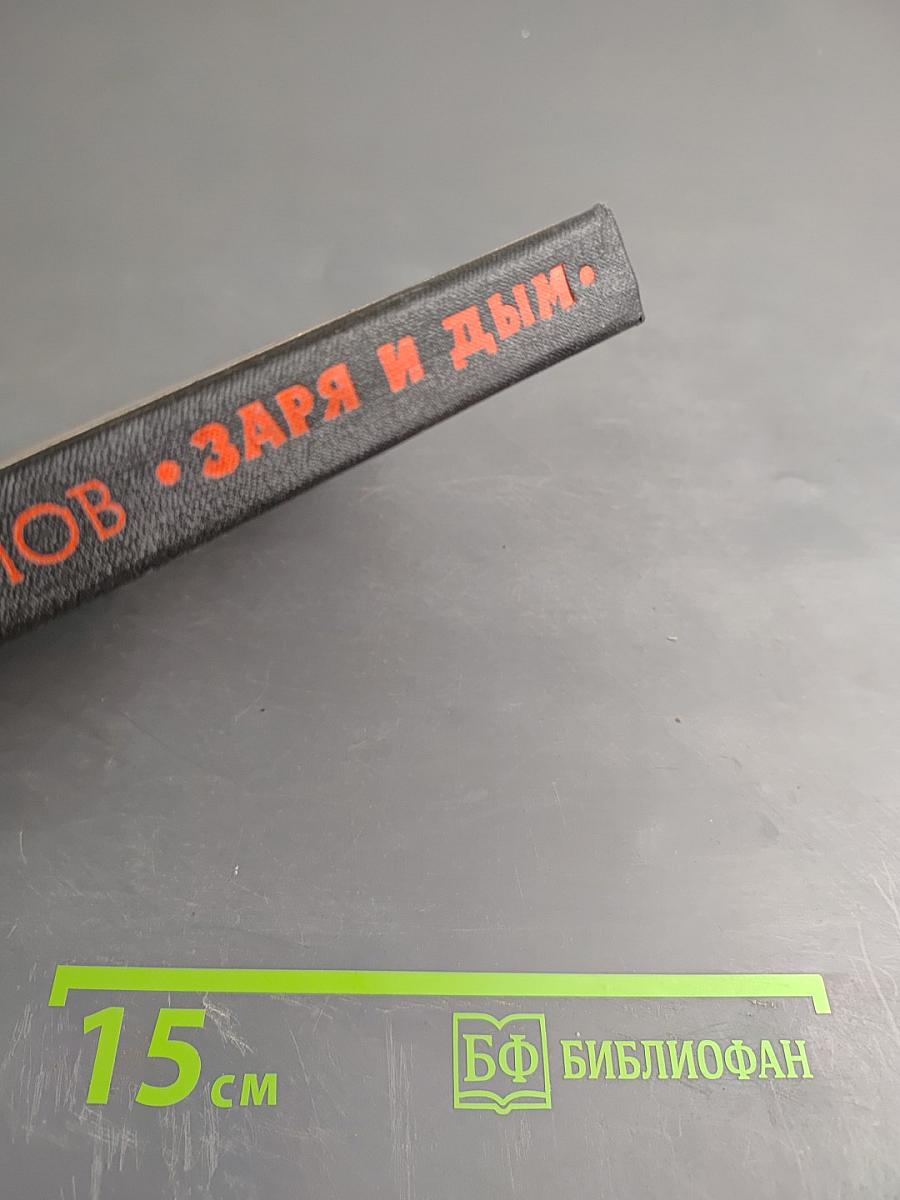 ЛОВ • ЗАРЯ И ДЫМ •
15 см
БФ БИБЛИОФАН